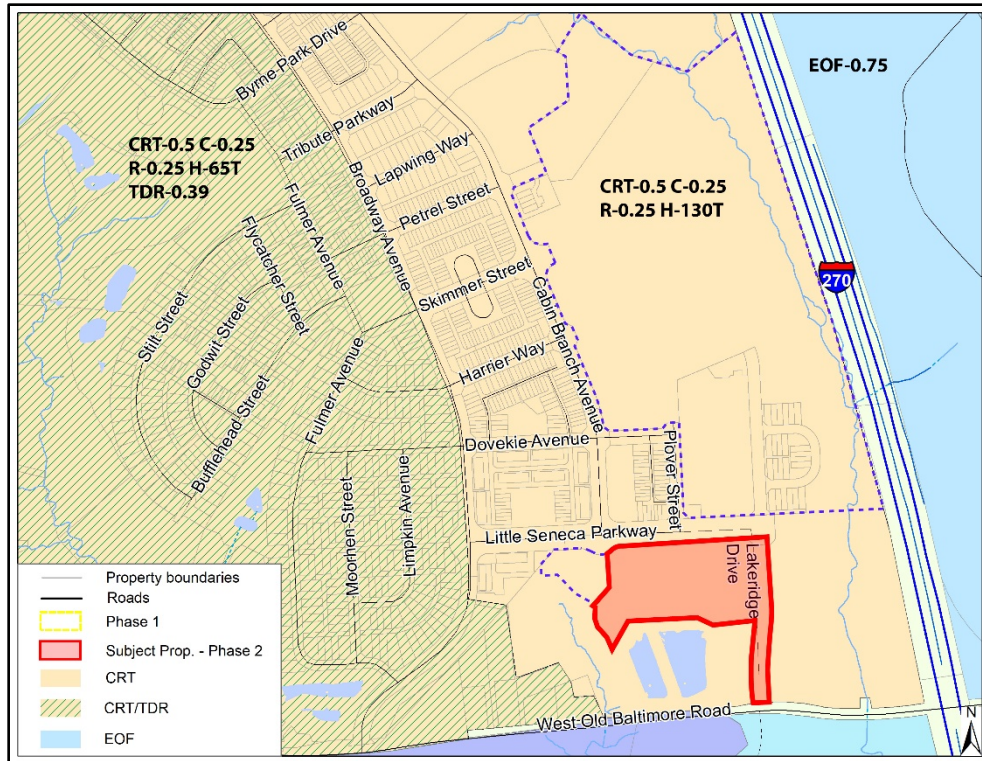 EOF-0.75
Byrne Park Drive
CRT-0.5 C-0.25
R-0.25 H-65T
TDR-0.39
Tribute Parkway
Lapwing Way
CRT-0.5 C-0.25
R-0.25 H-130T
Broadway Avenue
Petrel Street
Fulmer Avenue
Flycatcher Street
Skimmer Street
270
Stilt Street
Godwit Street
Cabin Branch Avenue
Harrier Way
Bufflehead Street
Fulmer Avenue
Dovekie Avenue
Plover Street
Moorhen Street
Limpkin Avenue
Little Seneca Parkway
Lakeridge
Drive
Property boundaries
Roads
Phase 1
Subject Prop. - Phase 2
CRT
CRT/TDR
EOF
West Old Baltimore Road
N